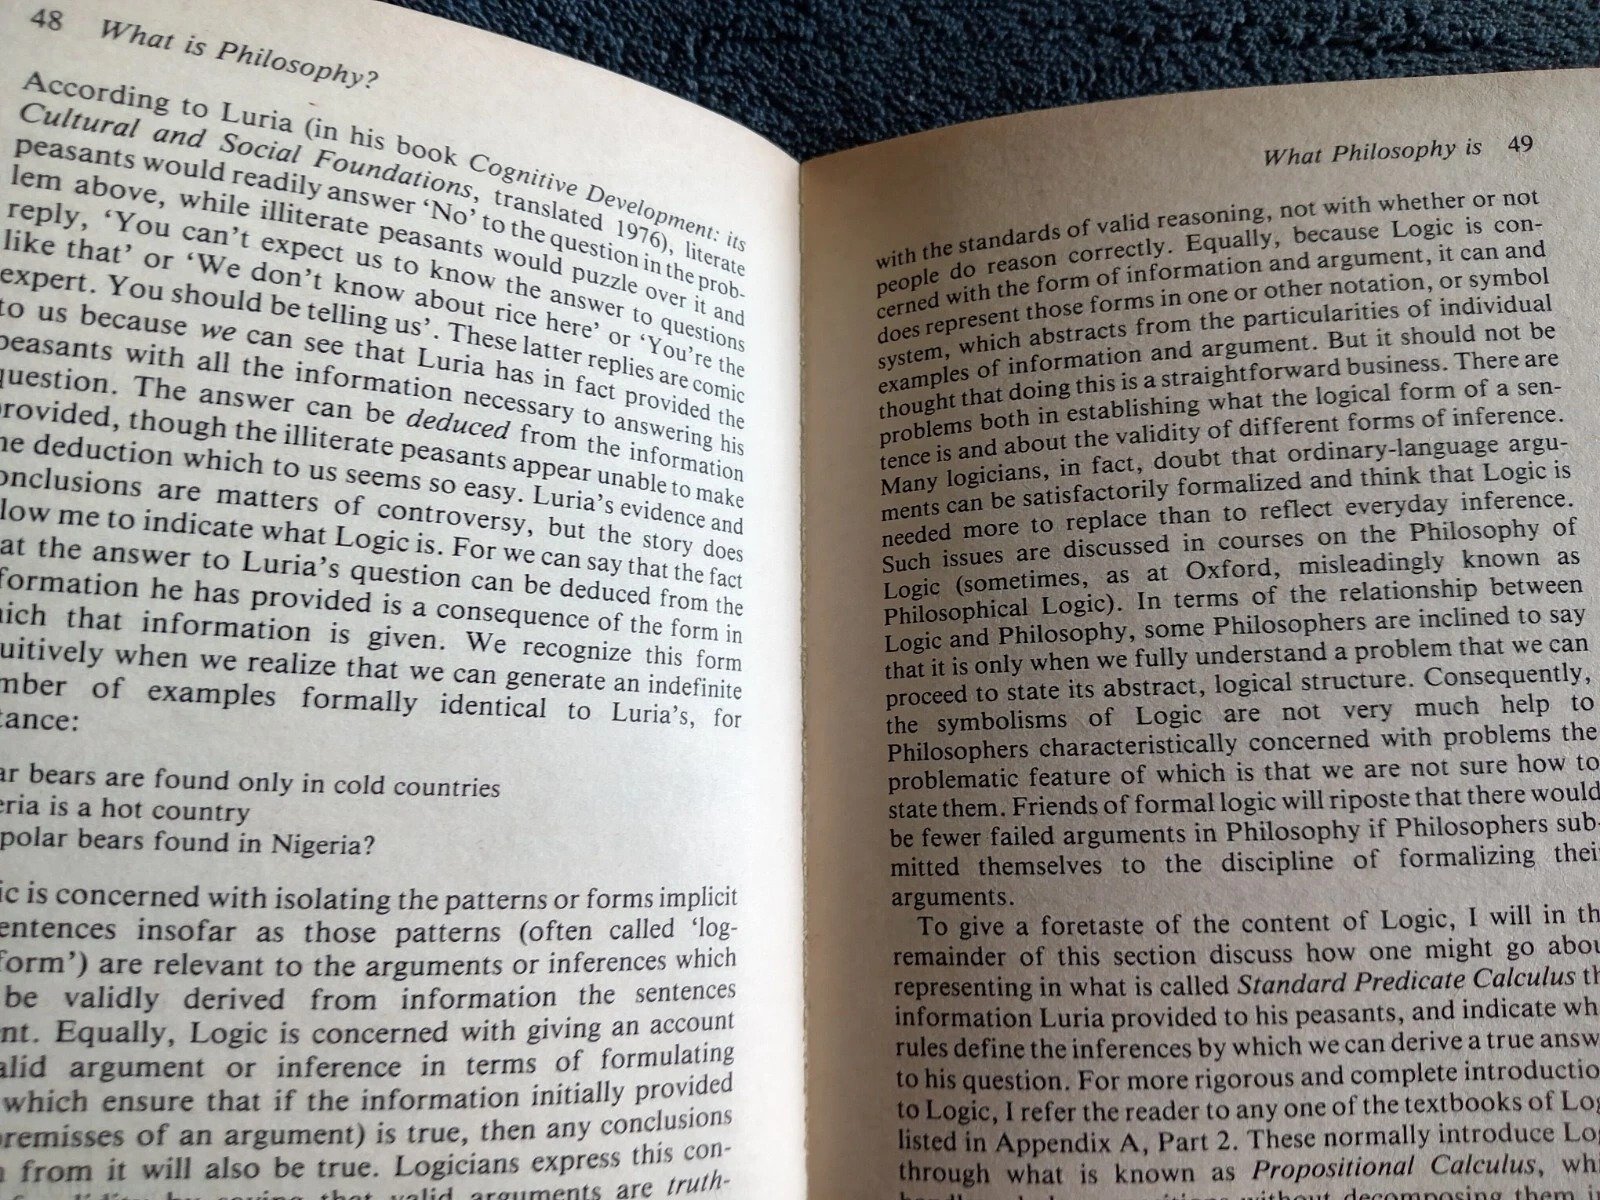 48 What is Philosophy?
According to Luria (in his book Cognitive Development: its
Cultural and Social Foundations, translated 1976), literate
peasants would readily answer 'No' to the question in the prob-
lem above, while illiterate peasants would puzzle over it and
reply, 'You can't expect us to know the answer to questions
like that' or 'We don't know about rice here' or 'You're the
expert. You should be telling us'. These latter replies are comic
to us because we can see that Luria has in fact provided the
peasants with all the information necessary to answering his
question. The answer can be deduced from the information
provided, though the illiterate peasants appear unable to make
he deduction which to us seems so easy. Luria's evidence and
onclusions are matters of controversy, but the story does
low me to indicate what Logic is. For we can say that the fact
at the answer to Luria's question can be deduced from the
formation he has provided is a consequence of the form in
hich that information is given. We recognize this form
uitively when we realize that we can generate an indefinite
mber of examples formally identical to Luria's, for
tance:
ar bears are found only in cold countries
eria is a hot country
polar bears found in Nigeria?
ic is concerned with isolating the patterns or forms implicit
entences insofar as those patterns (often called 'log-
form') are relevant to the arguments or inferences which
be validly derived from information the sentences
nt. Equally, Logic is concerned with giving an account
alid argument or inference in terms of formulating
which ensure that if the information initially provided
premisses of an argument) is true, then any conclusions
from it will also be true. Logicians express this con-
by saying that valid arguments are truth-
What Philosophy is 49
with the standards of valid reasoning, not with whether or not
people do reason correctly. Equally, because Logic is con-
cerned with the form of information and argument, it can and
does represent those forms in one or other notation, or symbol
system, which abstracts from the particularities of individual
examples of information and argument. But it should not be
thought that doing this is a straightforward business. There are
problems both in establishing what the logical form of a sen-
tence is and about the validity of different forms of inference.
Many logicians, in fact, doubt that ordinary-language argu-
ments can be satisfactorily formalized and think that Logic is
needed more to replace than to reflect everyday inference.
Such issues are discussed in courses on the Philosophy of
Logic (sometimes, as at Oxford, misleadingly known as
Philosophical Logic). In terms of the relationship between
Logic and Philosophy, some Philosophers are inclined to say
that it is only when we fully understand a problem that we can
proceed to state its abstract, logical structure. Consequently,
the symbolisms of Logic are not very much help to
Philosophers characteristically concerned with problems the
problematic feature of which is that we are not sure how to
state them. Friends of formal logic will riposte that there would
be fewer failed arguments in Philosophy if Philosophers sub-
mitted themselves to the discipline of formalizing their
arguments.
To give a foretaste of the content of Logic, I will in th
remainder of this section discuss how one might go abou
representing in what is called Standard Predicate Calculus th
information Luria provided to his peasants, and indicate wh
rules define the inferences by which we can derive a true answ
to his question. For more rigorous and complete introductio
to Logic, I refer the reader to any one of the textbooks of Log
listed in Appendix A, Part 2. These normally introduce Lo
through what is known as Propositional Calculus, whi
without decomposing them i